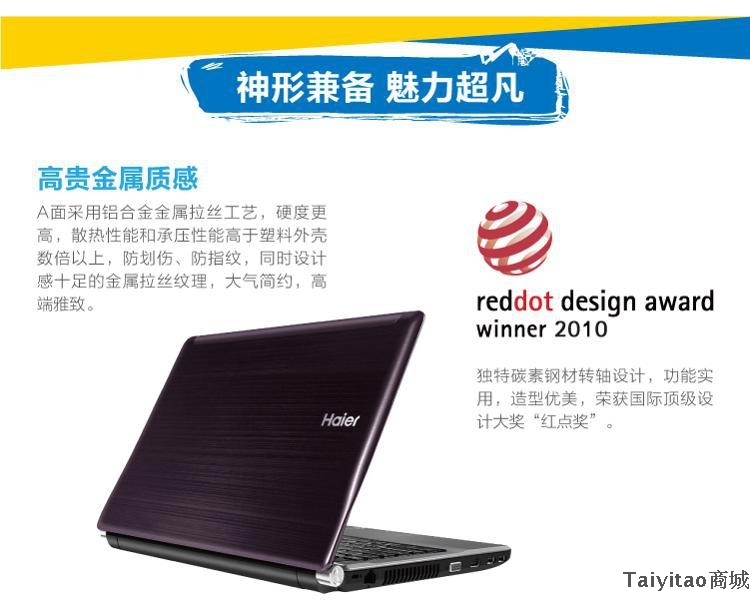 神形兼备 魅力超凡
高贵金属质感
A面采用铝合金金属拉丝工艺，硬度更
高，散热性能和承压性能高于塑料外壳
数倍以上，防划伤、防指纹，同时设计
感十足的金属拉丝纹理，大气简约，高
端雅致。
reddot design award
winner 2010
独特碳素钢材转轴设计，功能实
用，造型优美，荣获国际顶级设
计大奖“红点奖”。
Haier
Taiyitao商城